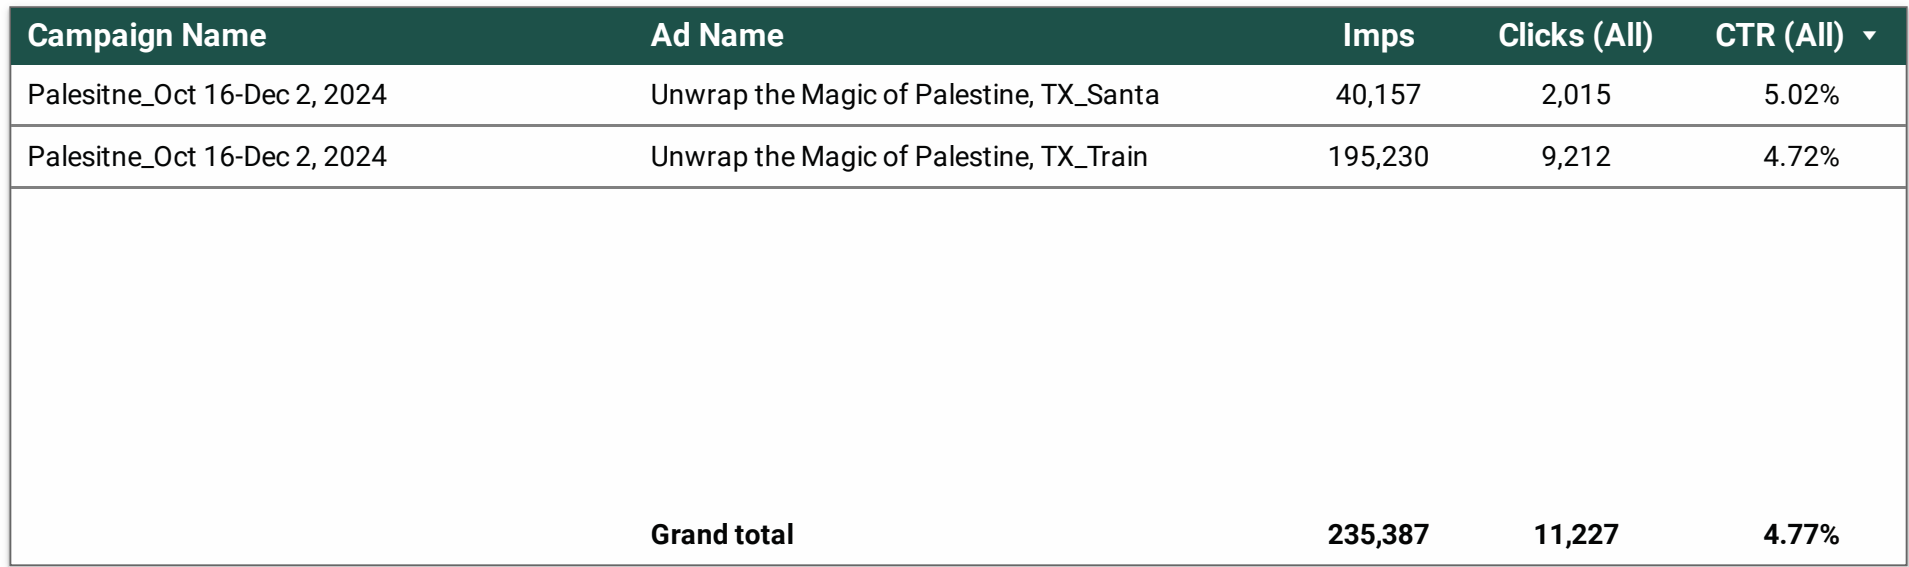 Campaign Name Ad Name Imps Clicks (All) CTR (All)
Palesitne_Oct 16-Dec 2, 2024 Unwrap the Magic of Palestine, TX_Santa 40,157 2,015 5.02%
Palesitne_Oct 16-Dec 2, 2024 Unwrap the Magic of Palestine, TX_Train 195,230 9,212 4.72%
Grand total 235,387 11,227 4.77%